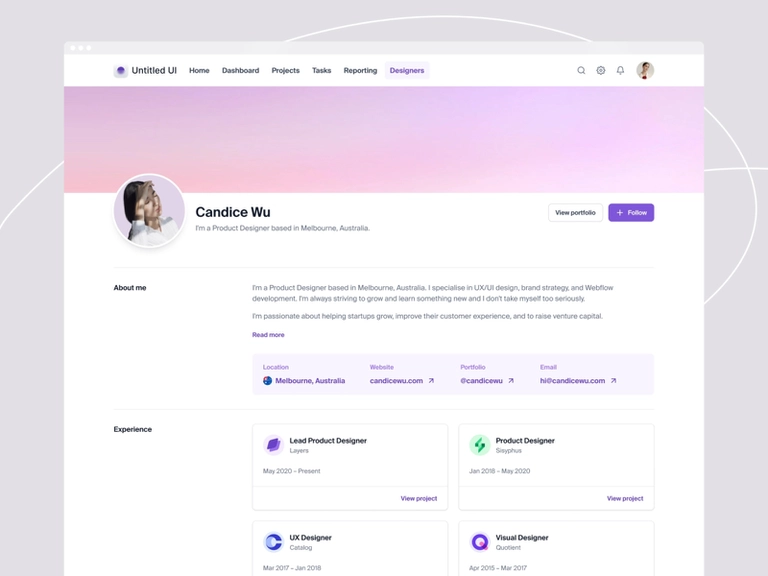 Untitled UI Home Dashboard Projects Tasks Reporting Designers
Candice Wu
I'm a Product Designer based in Melbourne, Australia.
View portfolio
Follow
About me
I'm a Product Designer based in Melbourne, Australia. I specialise in UX/UI design, brand strategy, and Webflow
development. I'm always striving to grow and learn something new and I don't take myself too seriously.
I'm passionate about helping startups grow, improve their customer experience, and to raise venture capital.
Read more
Location Website Portfolio Email
Melbourne, Australia candicewu.com @candicewu hi@candicewu.com
Experience
Lead Product Designer
Layers
May 2020 – Present
View project
Product Designer
Sisyphus
Jan 2018 – May 2020
View project
UX Designer
Catalog
Mar 2017 – Jan 2018
Visual Designer
Quotient
Apr 2015 – Mar 2017